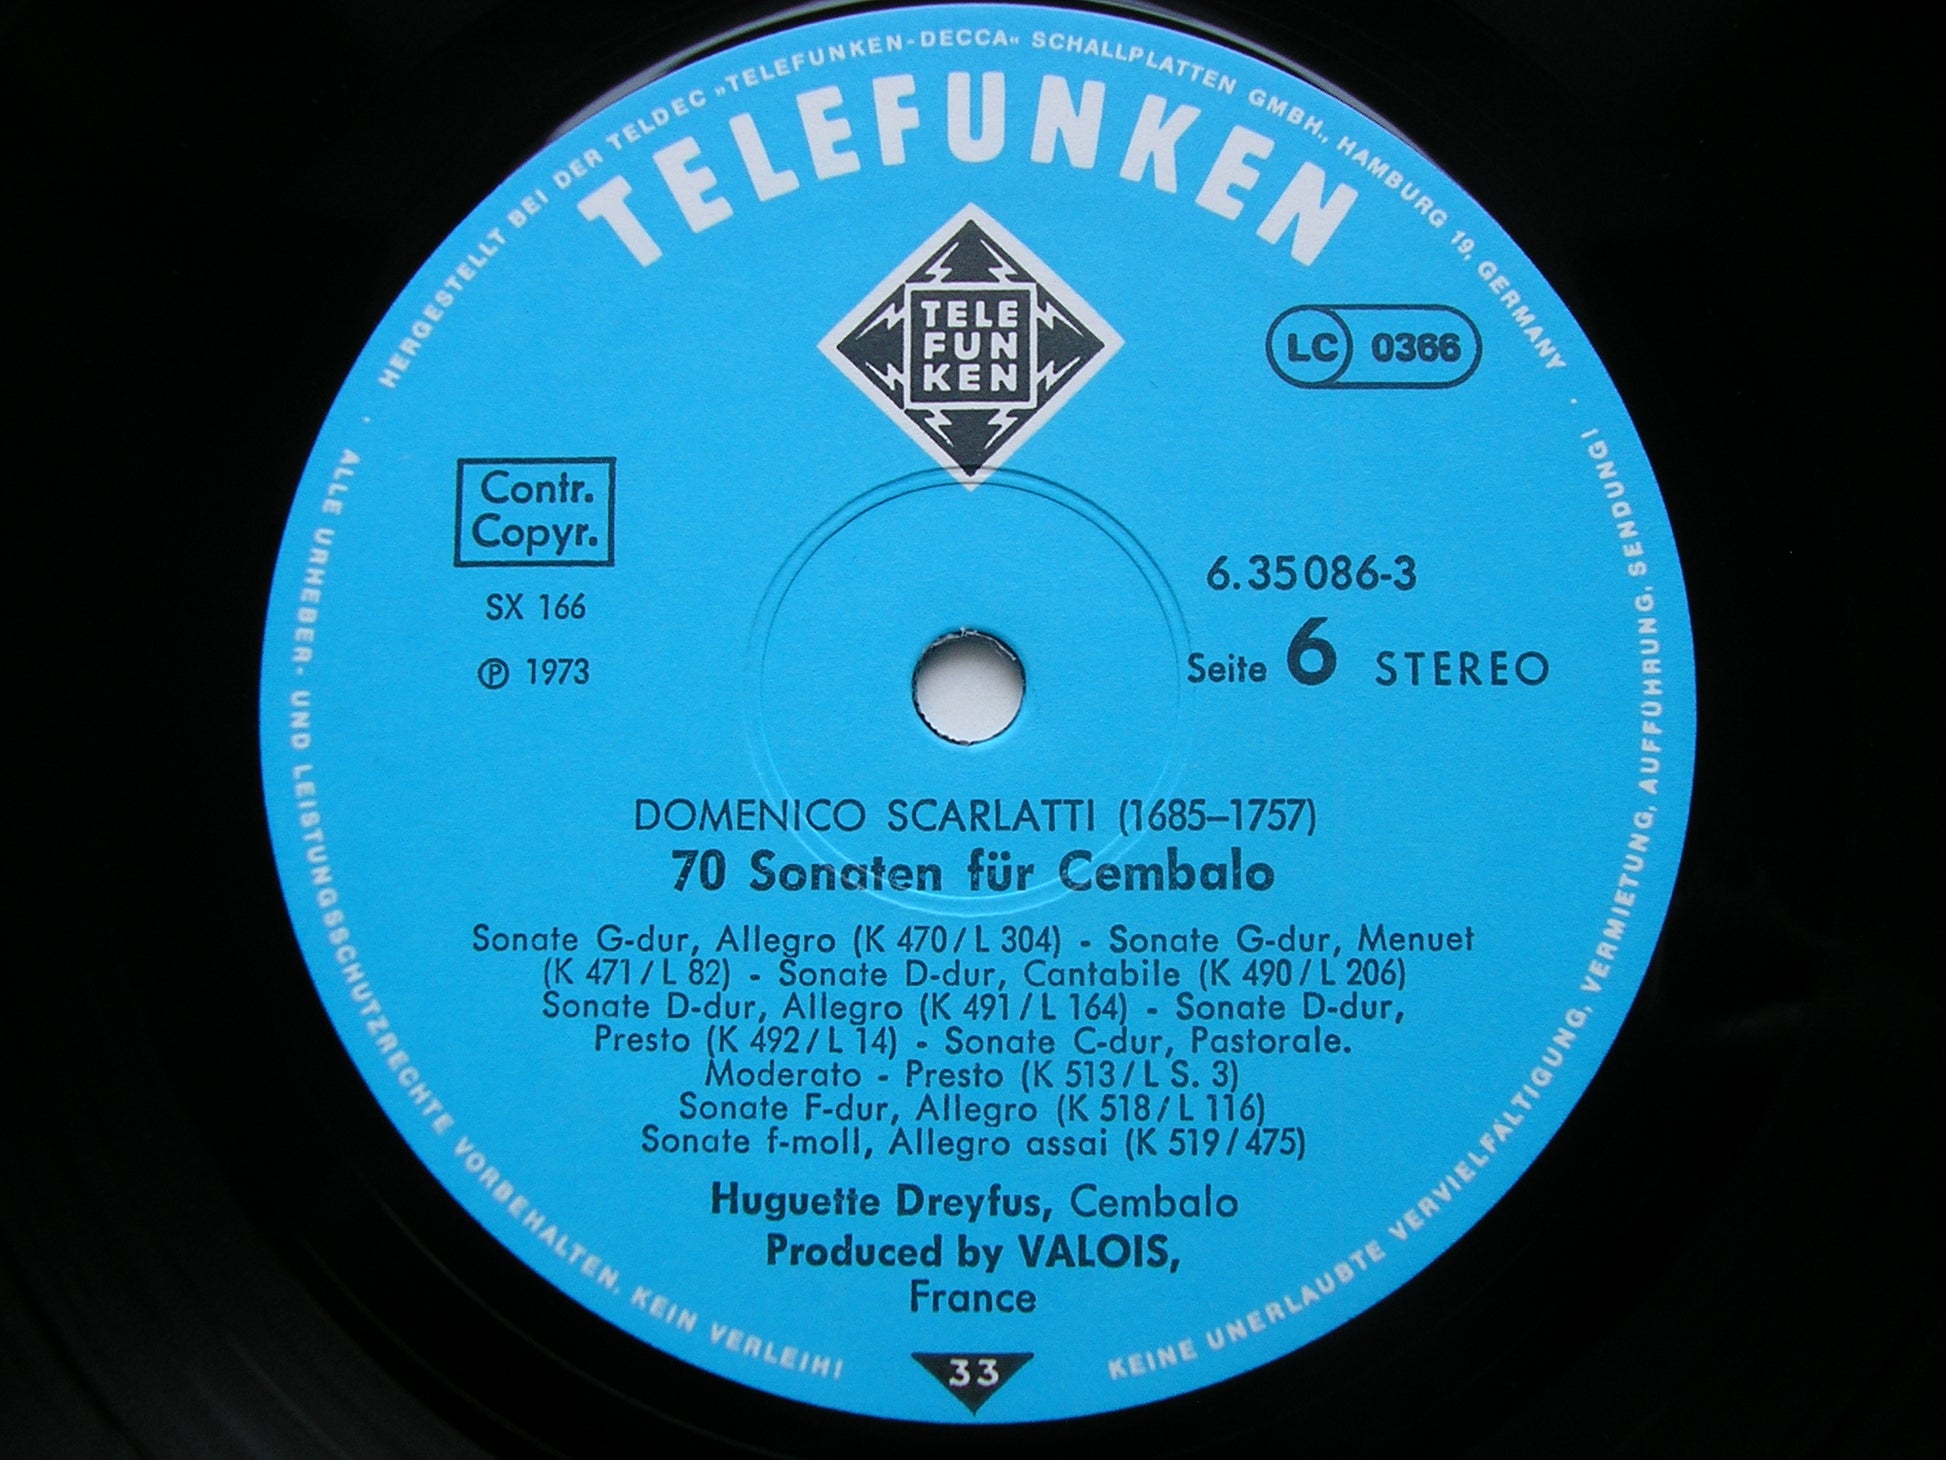 HERGESTELLT BEI DER TELDEC »TELEFUNKEN-DECCA« SCHALLPLATTEN GMBH., HAMBURG 19, GERMANY ·
TELEFUNKEN
TELE
FUN
KEN
LC 0366
Contr.
Copyr.
SX 166
℗ 1973
6.35086-3
Seite 6 STEREO
DOMENICO SCARLATTI (1685–1757)
70 Sonaten für Cembalo
Sonate G-dur, Allegro (K 470/L 304) - Sonate G-dur, Menuet
(K 471/L 82) - Sonate D-dur, Cantabile (K 490/L 206)
Sonate D-dur, Allegro (K 491/L 164) - Sonate D-dur,
Presto (K 492/L 14) - Sonate C-dur, Pastorale.
Moderato - Presto (K 513/L S. 3)
Sonate F-dur, Allegro (K 518/L 116)
Sonate f-moll, Allegro assai (K 519/475)
Huguette Dreyfus, Cembalo
Produced by VALOIS,
France
33
· ALLE URHEBER- UND LEISTUNGSSCHUTZRECHTE VORBEHALTEN. KEIN VERLEIH!
KEINE UNERLAUBTE VERVIELFÄLTIGUNG, VERMIETUNG, AUFFÜHRUNG, SENDUNG!